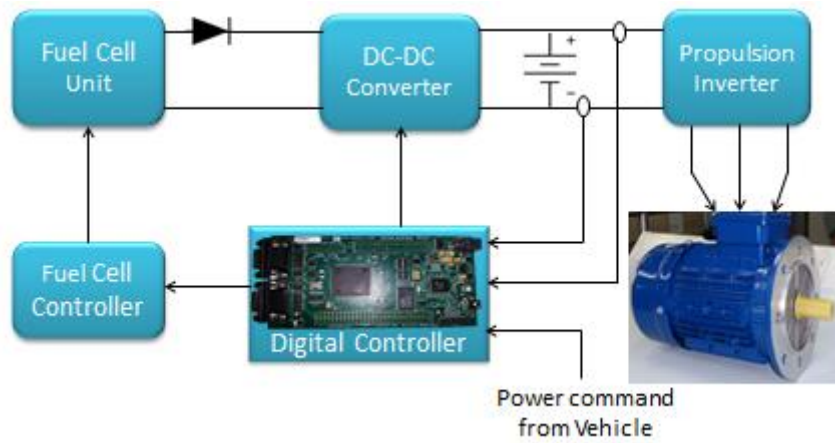 Fuel Cell
Unit
DC-DC
Converter
+
-
Propulsion
Inverter
Fuel Cell
Controller
Digital Controller
Power command
from Vehicle